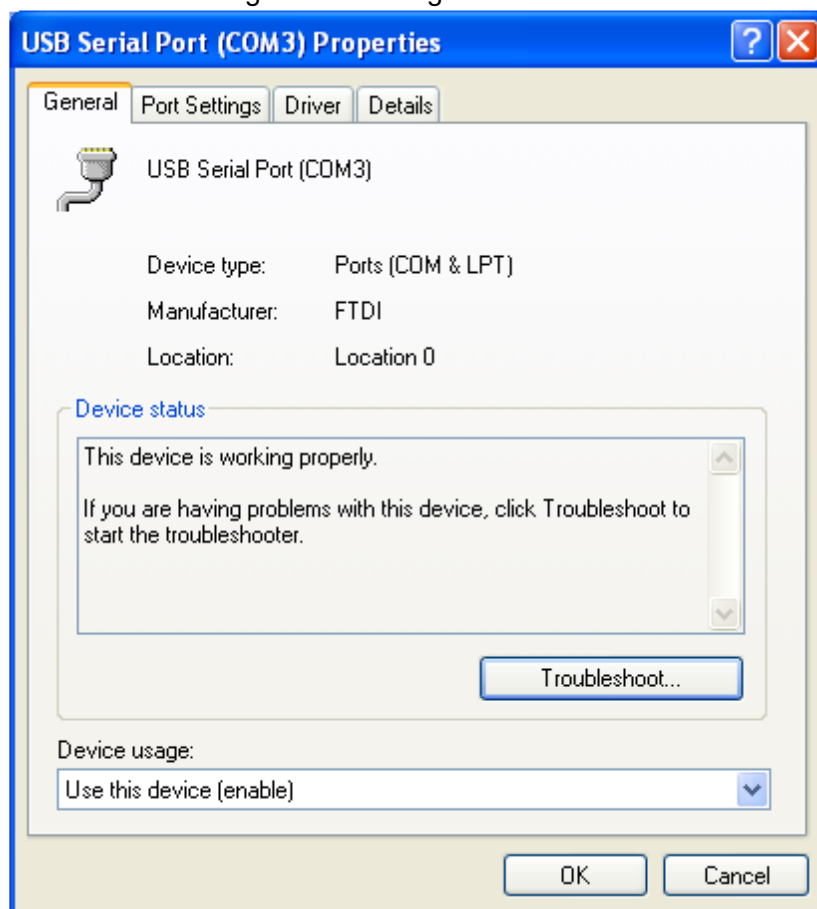 USB Serial Port (COM3) Properties
General Port Settings Driver Details
USB Serial Port (COM3)
Device type: Ports (COM & LPT)
Manufacturer: FTDI
Location: Location 0
Device status
This device is working properly.
If you are having problems with this device, click Troubleshoot to
start the troubleshooter.
Troubleshoot...
Device usage:
Use this device (enable)
OK Cancel